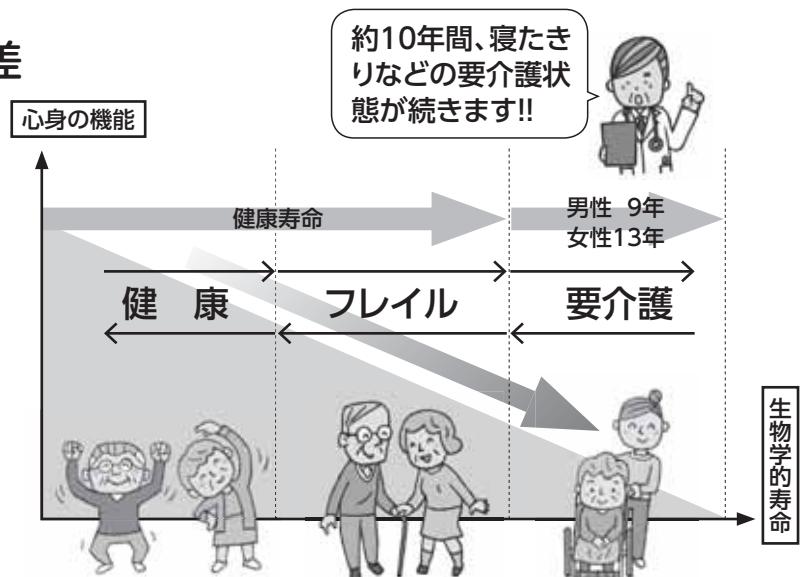 差
約10年間、寝たき
りなどの要介護状
態が続きます!!
心身の機能
健康寿命
男性 9年
女性13年
健 康
フレイル
要介護
生物学的寿命